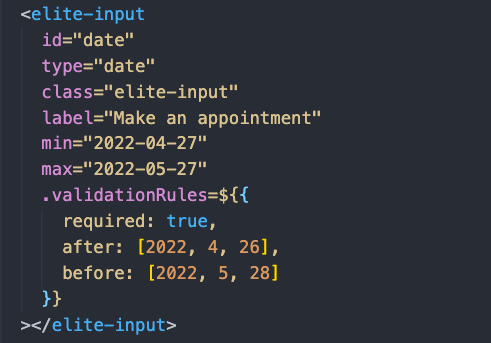 <elite-input
id="date"
type="date"
class="elite-input"
label="Make an appointment"
min="2022-04-27"
max="2022-05-27"
.validationRules=${{
required: true,
after: [2022, 4, 26],
before: [2022, 5, 28]
}}
></elite-input>